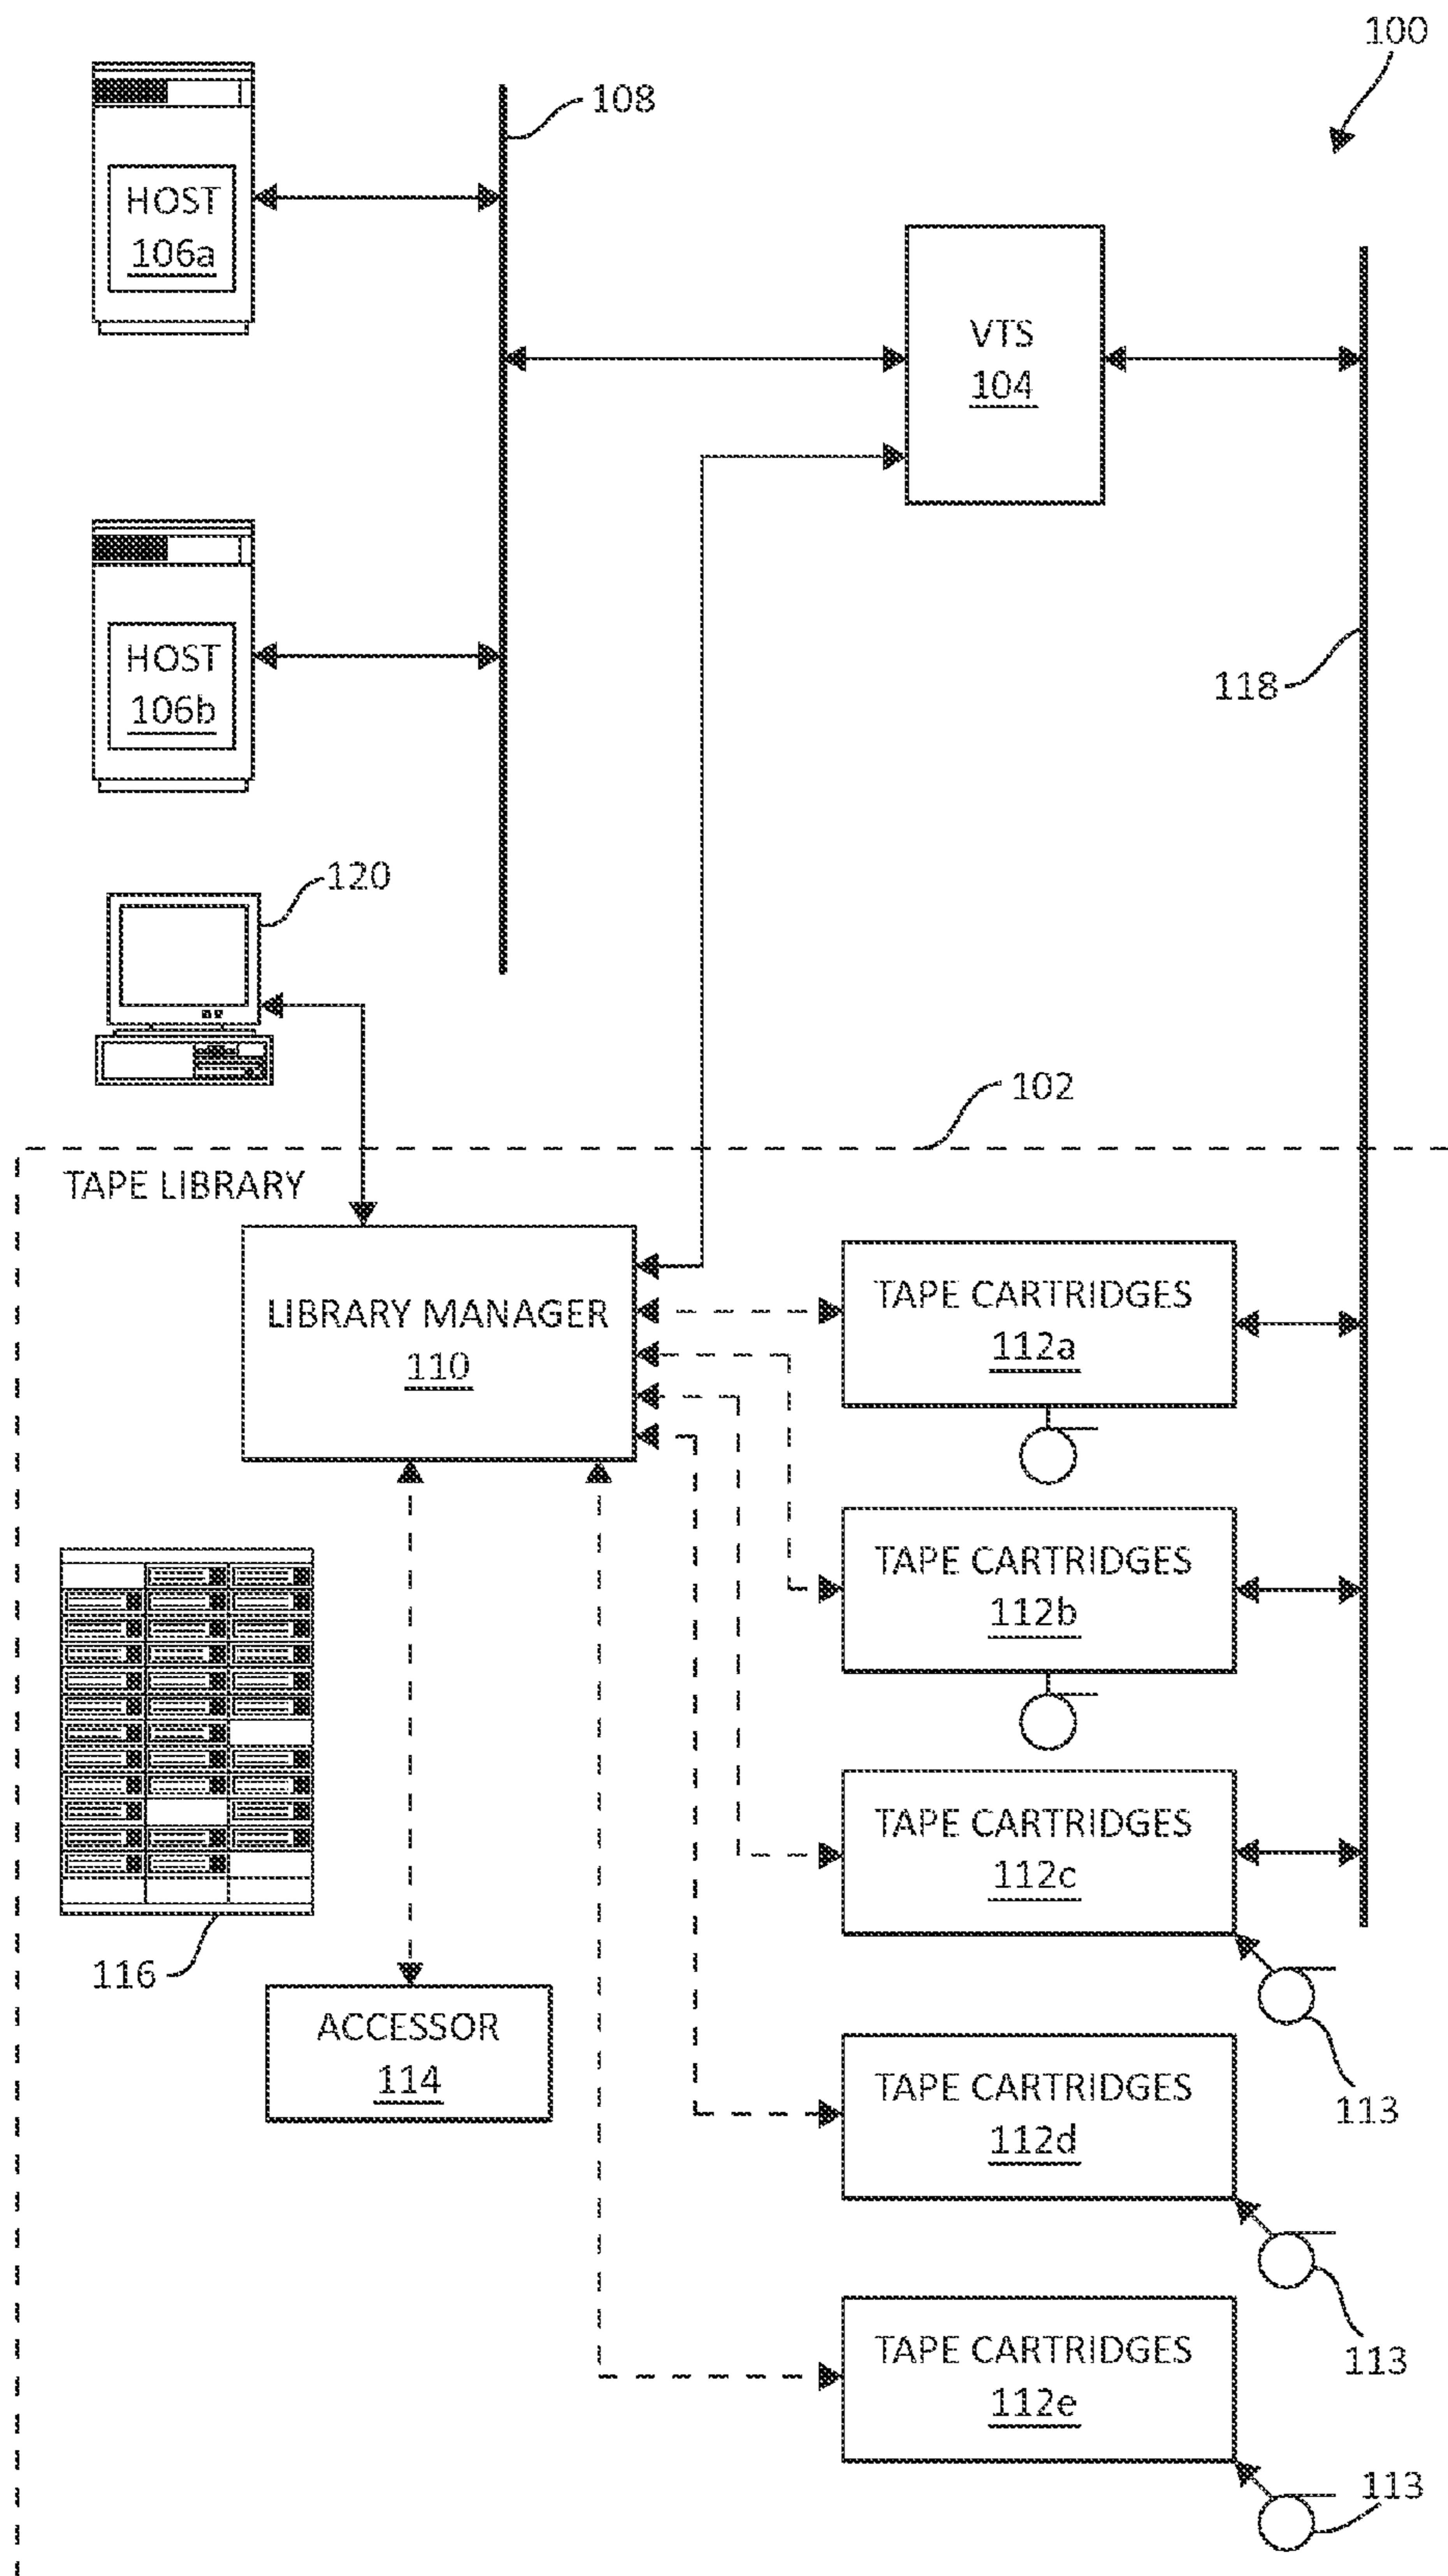 100
108
HOST
106a
VTS
104
HOST
106b
118
120
102
TAPE LIBRARY
LIBRARY MANAGER
110
TAPE CARTRIDGES
112a
TAPE CARTRIDGES
112b
TAPE CARTRIDGES
112c
116
ACCESSOR
114
TAPE CARTRIDGES
112d
113
TAPE CARTRIDGES
112e
113
113